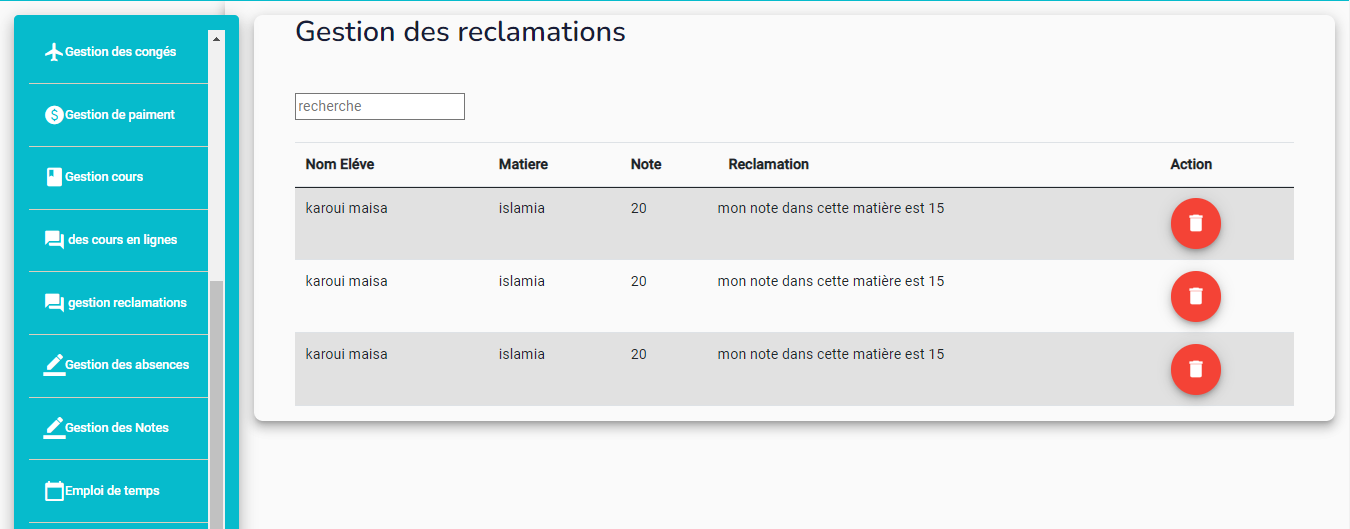 Gestion des congés
Gestion de paiment
Gestion cours
des cours en lignes
gestion reclamations
Gestion des absences
Gestion des Notes
Emploi de temps
Gestion des reclamations
recherche
Nom Eléve Matiere Note Reclamation Action
karoui maisa islamia 20 mon note dans cette matière est 15
karoui maisa islamia 20 mon note dans cette matière est 15
karoui maisa islamia 20 mon note dans cette matière est 15